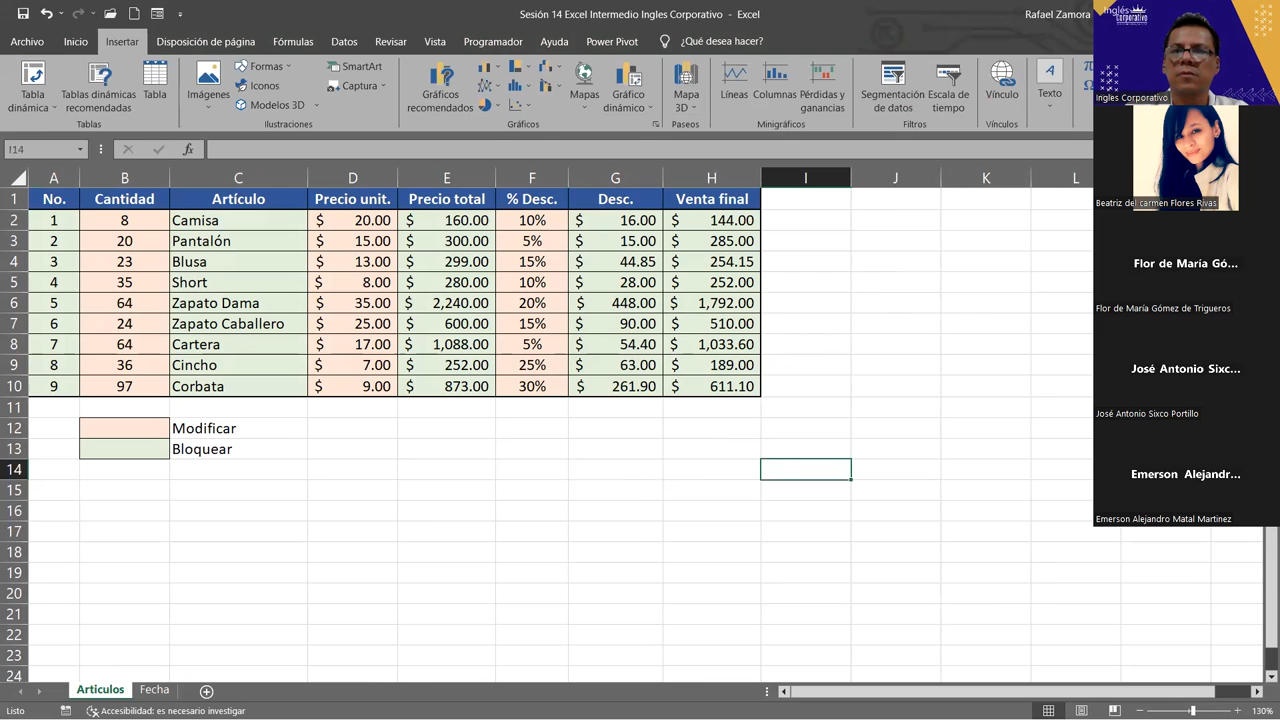 Sesión 14 Excel Intermedio Ingles Corporativo - Excel
Rafael Zamora
Archivo Inicio Insertar Disposición de página Fórmulas Datos Revisar Vista Programador Ayuda Power Pivot ¿Qué desea hacer?
Tabla dinámica
Tablas dinámicas recomendadas
Tabla
Tablas
Imágenes
Formas
Iconos
Modelos 3D
SmartArt
Captura
Ilustraciones
Gráficos recomendados
Mapas
Gráfico dinámico
Gráficos
Mapa 3D
Paseos
Líneas
Columnas
Pérdidas y ganancias
Minigráficos
Segmentación de datos
Escala de tiempo
Filtros
Vínculo
Vínculos
Texto
I14 fx
A B C D E F G H I J K L
1 No. Cantidad Artículo Precio unit. Precio total % Desc. Desc. Venta final
2 1 8 Camisa $ 20.00 $ 160.00 10% $ 16.00 $ 144.00
3 2 20 Pantalón $ 15.00 $ 300.00 5% $ 15.00 $ 285.00
4 3 23 Blusa $ 13.00 $ 299.00 15% $ 44.85 $ 254.15
5 4 35 Short $ 8.00 $ 280.00 10% $ 28.00 $ 252.00
6 5 64 Zapato Dama $ 35.00 $ 2,240.00 20% $ 448.00 $ 1,792.00
7 6 24 Zapato Caballero $ 25.00 $ 600.00 15% $ 90.00 $ 510.00
8 7 64 Cartera $ 17.00 $ 1,088.00 5% $ 54.40 $ 1,033.60
9 8 36 Cincho $ 7.00 $ 252.00 25% $ 63.00 $ 189.00
10 9 97 Corbata $ 9.00 $ 873.00 30% $ 261.90 $ 611.10
11
12 Modificar
13 Bloquear
14
15
16
17
18
19
20
21
22
23
24
Articulos Fecha
Listo
Accesibilidad: es necesario investigar
130%
Inglés
Corporativo
Ingles Corporativo
Beatriz del carmen Flores Rivas
Flor de María Gó...
Flor de María Gómez de Trigueros
José Antonio Sixc...
José Antonio Sixco Portillo
Emerson Alejandr...
Emerson Alejandro Matal Martinez